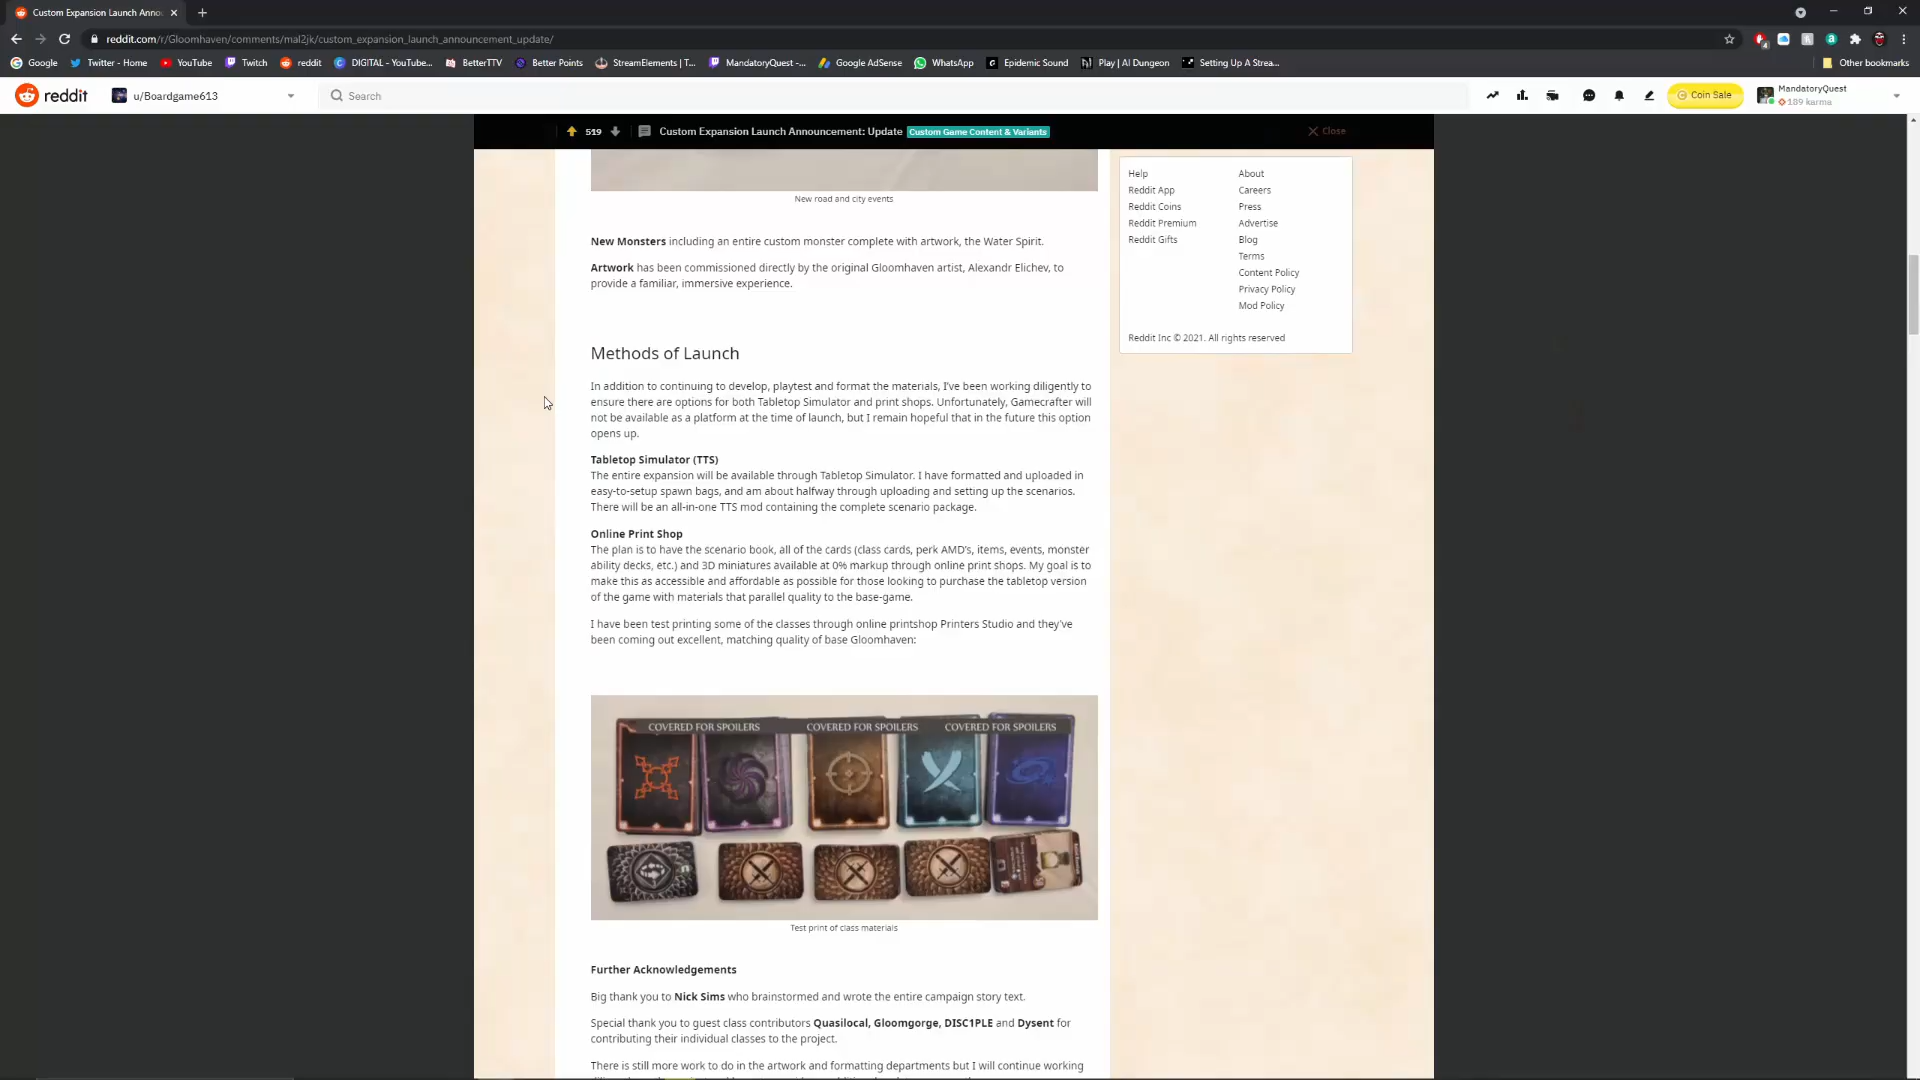 Custom Expansion Launch Anno
reddit.com/r/Gloomhaven/comments/mal2jk/custom_expansion_launch_announcement_update/
Google Twitter - Home YouTube Twitch reddit DIGITAL - YouTube... BetterTTV Better Points StreamElements | T... MandatoryQuest -... Google AdSense WhatsApp Epidemic Sound Play | AI Dungeon Setting Up A Strea... Other bookmarks
reddit u/Boardgame613 Search Coin Sale MandatoryQuest
189 karma
519 Custom Expansion Launch Announcement: Update Custom Game Content & Variants Close
New road and city events
New Monsters including an entire custom monster complete with artwork, the Water Spirit.
Artwork has been commissioned directly by the original Gloomhaven artist, Alexandr Elichev, to
provide a familiar, immersive experience.
Methods of Launch
In addition to continuing to develop, playtest and format the materials, I've been working diligently to
ensure there are options for both Tabletop Simulator and print shops. Unfortunately, Gamecrafter will
not be available as a platform at the time of launch, but I remain hopeful that in the future this option
opens up.
Tabletop Simulator (TTS)
The entire expansion will be available through Tabletop Simulator. I have formatted and uploaded in
easy-to-setup spawn bags, and am about halfway through uploading and setting up the scenarios.
There will be an all-in-one TTS mod containing the complete scenario package.
Online Print Shop
The plan is to have the scenario book, all of the cards (class cards, perk AMD's, items, events, monster
ability decks, etc.) and 3D miniatures available at 0% markup through online print shops. My goal is to
make this as accessible and affordable as possible for those looking to purchase the tabletop version
of the game with materials that parallel quality to the base-game.
I have been test printing some of the classes through online printshop Printers Studio and they've
been coming out excellent, matching quality of base Gloomhaven:
COVERED FOR SPOILERS COVERED FOR SPOILERS COVERED FOR SPOILERS
Test print of class materials
Further Acknowledgements
Big thank you to Nick Sims who brainstormed and wrote the entire campaign story text.
Special thank you to guest class contributors Quasilocal, Gloomgorge, DISC1PLE and Dysent for
contributing their individual classes to the project.
There is still more work to do in the artwork and formatting departments but I will continue working
Help About
Reddit App Careers
Reddit Coins Press
Reddit Premium Advertise
Reddit Gifts Blog
Terms
Content Policy
Privacy Policy
Mod Policy
Reddit Inc © 2021. All rights reserved